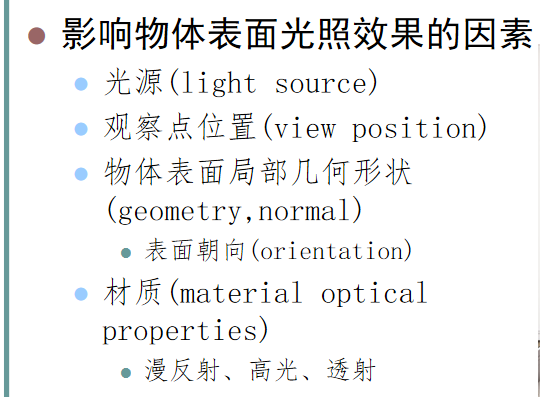 影响物体表面光照效果的因素
光源(light source)
观察点位置(view position)
物体表面局部几何形状
(geometry,normal)
表面朝向(orientation)
材质(material optical
properties)
漫反射、高光、透射